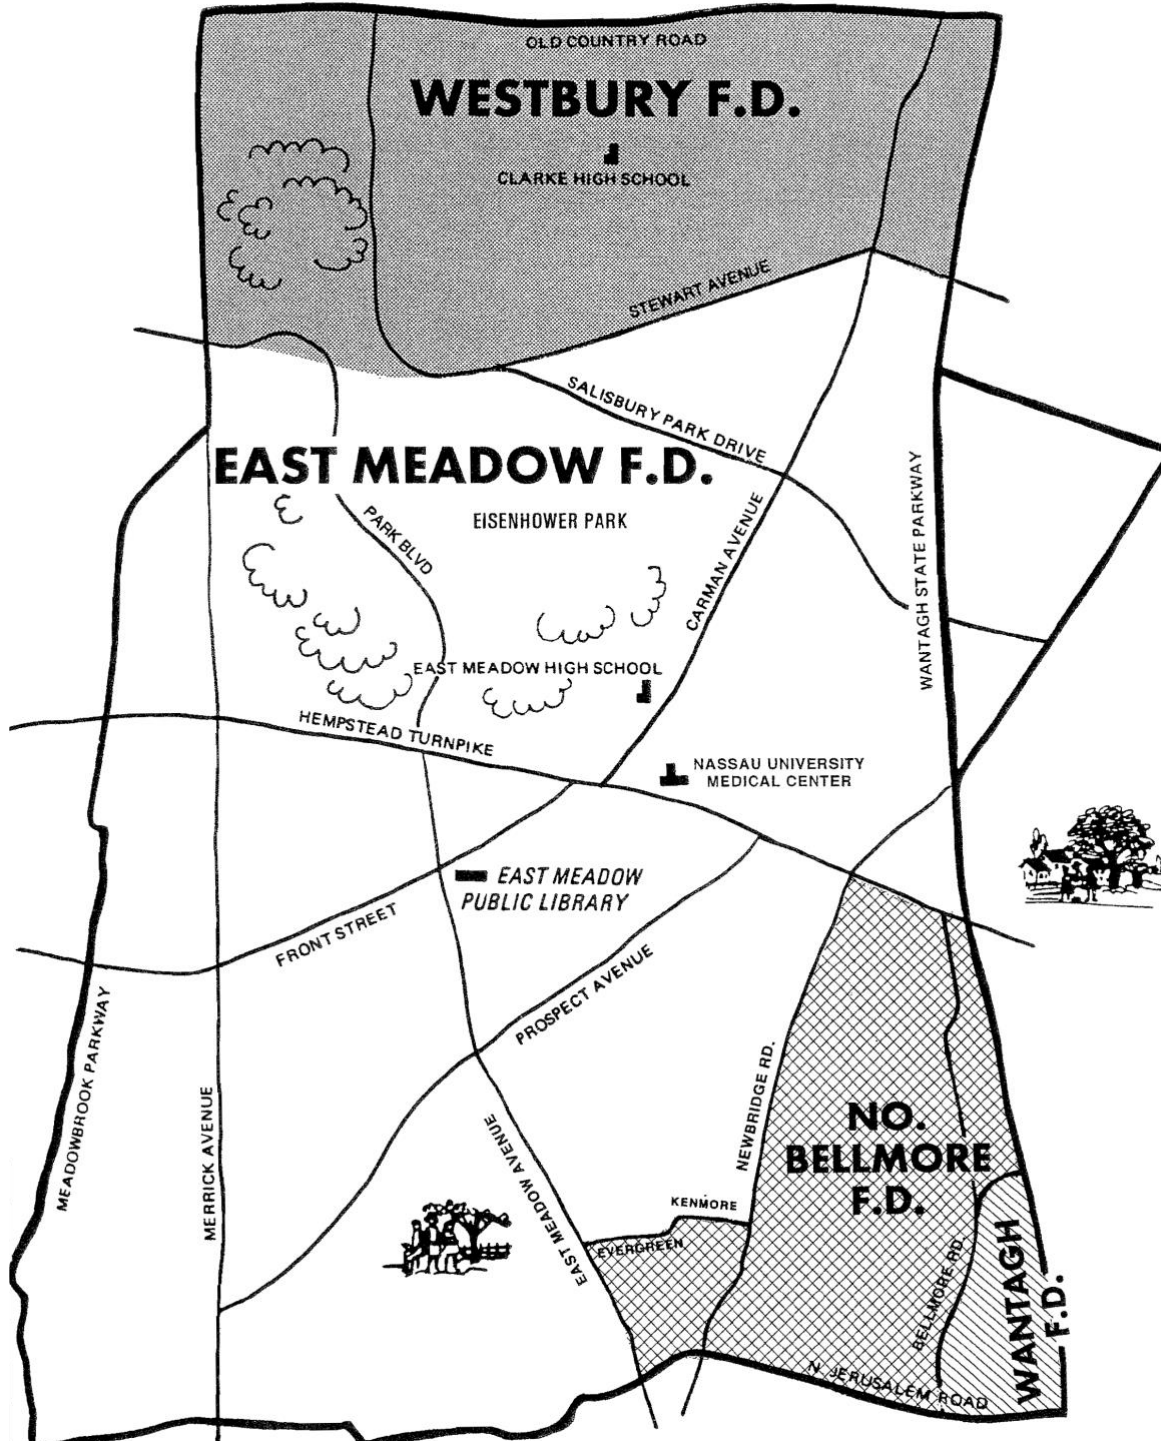 OLD COUNTRY ROAD
WESTBURY F.D.
CLARKE HIGH SCHOOL
STEWART AVENUE
SALISBURY PARK DRIVE
EAST MEADOW F.D.
PARK BLVD
EISENHOWER PARK
CARMAN AVENUE
WANTAGH STATE PARKWAY
EAST MEADOW HIGH SCHOOL
HEMPSTEAD TURNPIKE
NASSAU UNIVERSITY
MEDICAL CENTER
EAST MEADOW
PUBLIC LIBRARY
FRONT STREET
PROSPECT AVENUE
MEADOWBROOK PARKWAY
MERRICK AVENUE
EAST MEADOW AVENUE
NEWBRIDGE RD.
NO.
BELLMORE
F.D.
KENMORE
EVERGREEN
BELLMORE RD.
WANTAGH
F.D.
N. JERUSALEM ROAD